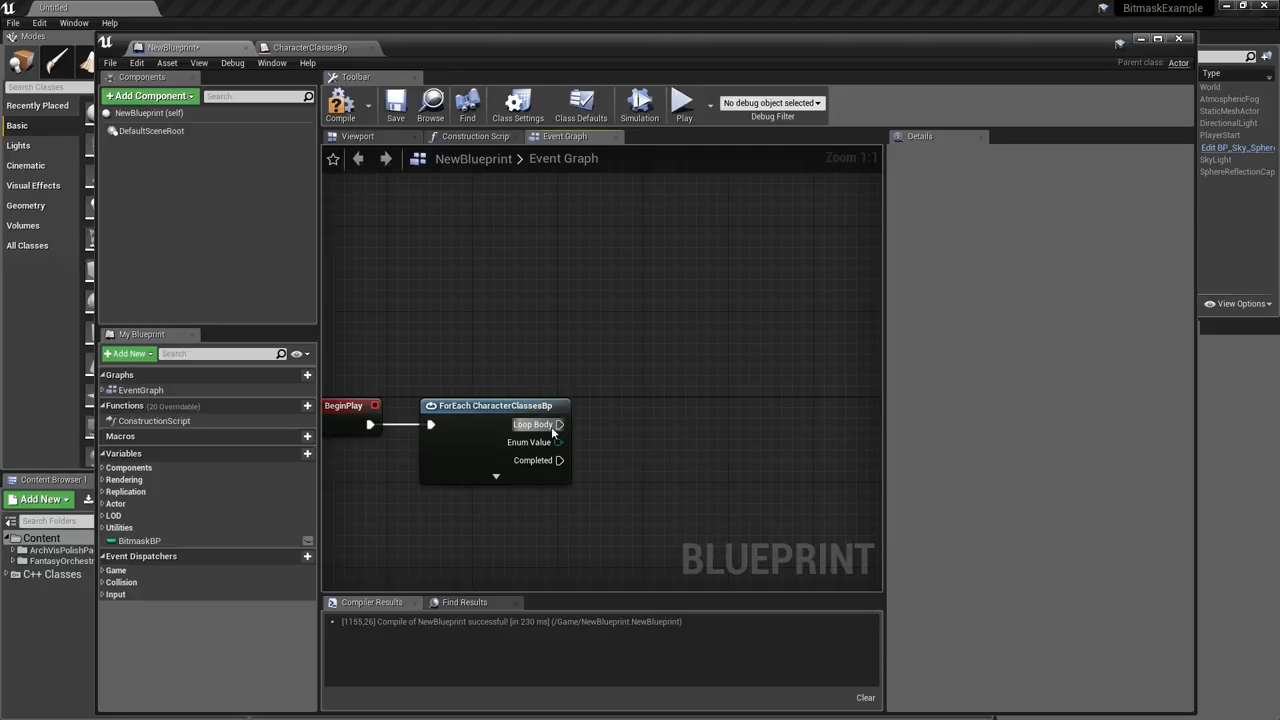 Untitled
BitmaskExample
File Edit Window Help
Modes
Search Classes
Recently Placed
Basic
Lights
Cinematic
Visual Effects
Geometry
Volumes
All Classes
Content Browser 1
Add New
Search Folders
Content
ArchVisPolishPa
FantasyOrchestr
C++ Classes
NewBlueprint*
CharacterClassesBp
File Edit Asset View Debug Window Help
Parent class: Actor
Components
+Add Component
Search
NewBlueprint (self)
DefaultSceneRoot
My Blueprint
+Add New
Search
Graphs
EventGraph
Functions (20 Overridable)
ConstructionScript
Macros
Variables
Components
Rendering
Replication
Actor
LOD
Utilities
BitmaskBP
Event Dispatchers
Game
Collision
Input
Toolbar
Compile
Save
Browse
Find
Class Settings
Class Defaults
Simulation
Play
No debug object selected
Debug Filter
Viewport
Construction Scrip
Event Graph
NewBlueprint > Event Graph
Zoom 1:1
BeginPlay
ForEach CharacterClassesBp
Loop Body
Enum Value
Completed
BLUEPRINT
Compiler Results
Find Results
[1155,26] Compile of NewBlueprint successful! [in 230 ms] (/Game/NewBlueprint.NewBlueprint)
Clear
Details
Type
World
AtmosphericFog
StaticMeshActor
DirectionalLight
PlayerStart
Edit BP_Sky_Spher
SkyLight
SphereReflectionCap
View Options